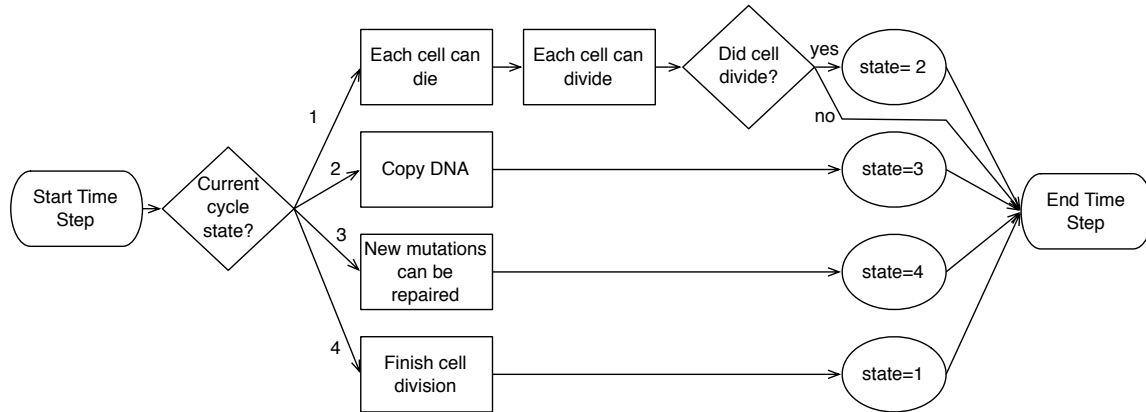 Start Time
Step
Current
cycle
state?
1
Each cell can
die
Each cell can
divide
Did cell
divide?
yes
no
state= 2
2
Copy DNA
state=3
3
New mutations
can be
repaired
state=4
4
Finish cell
division
state=1
End Time
Step